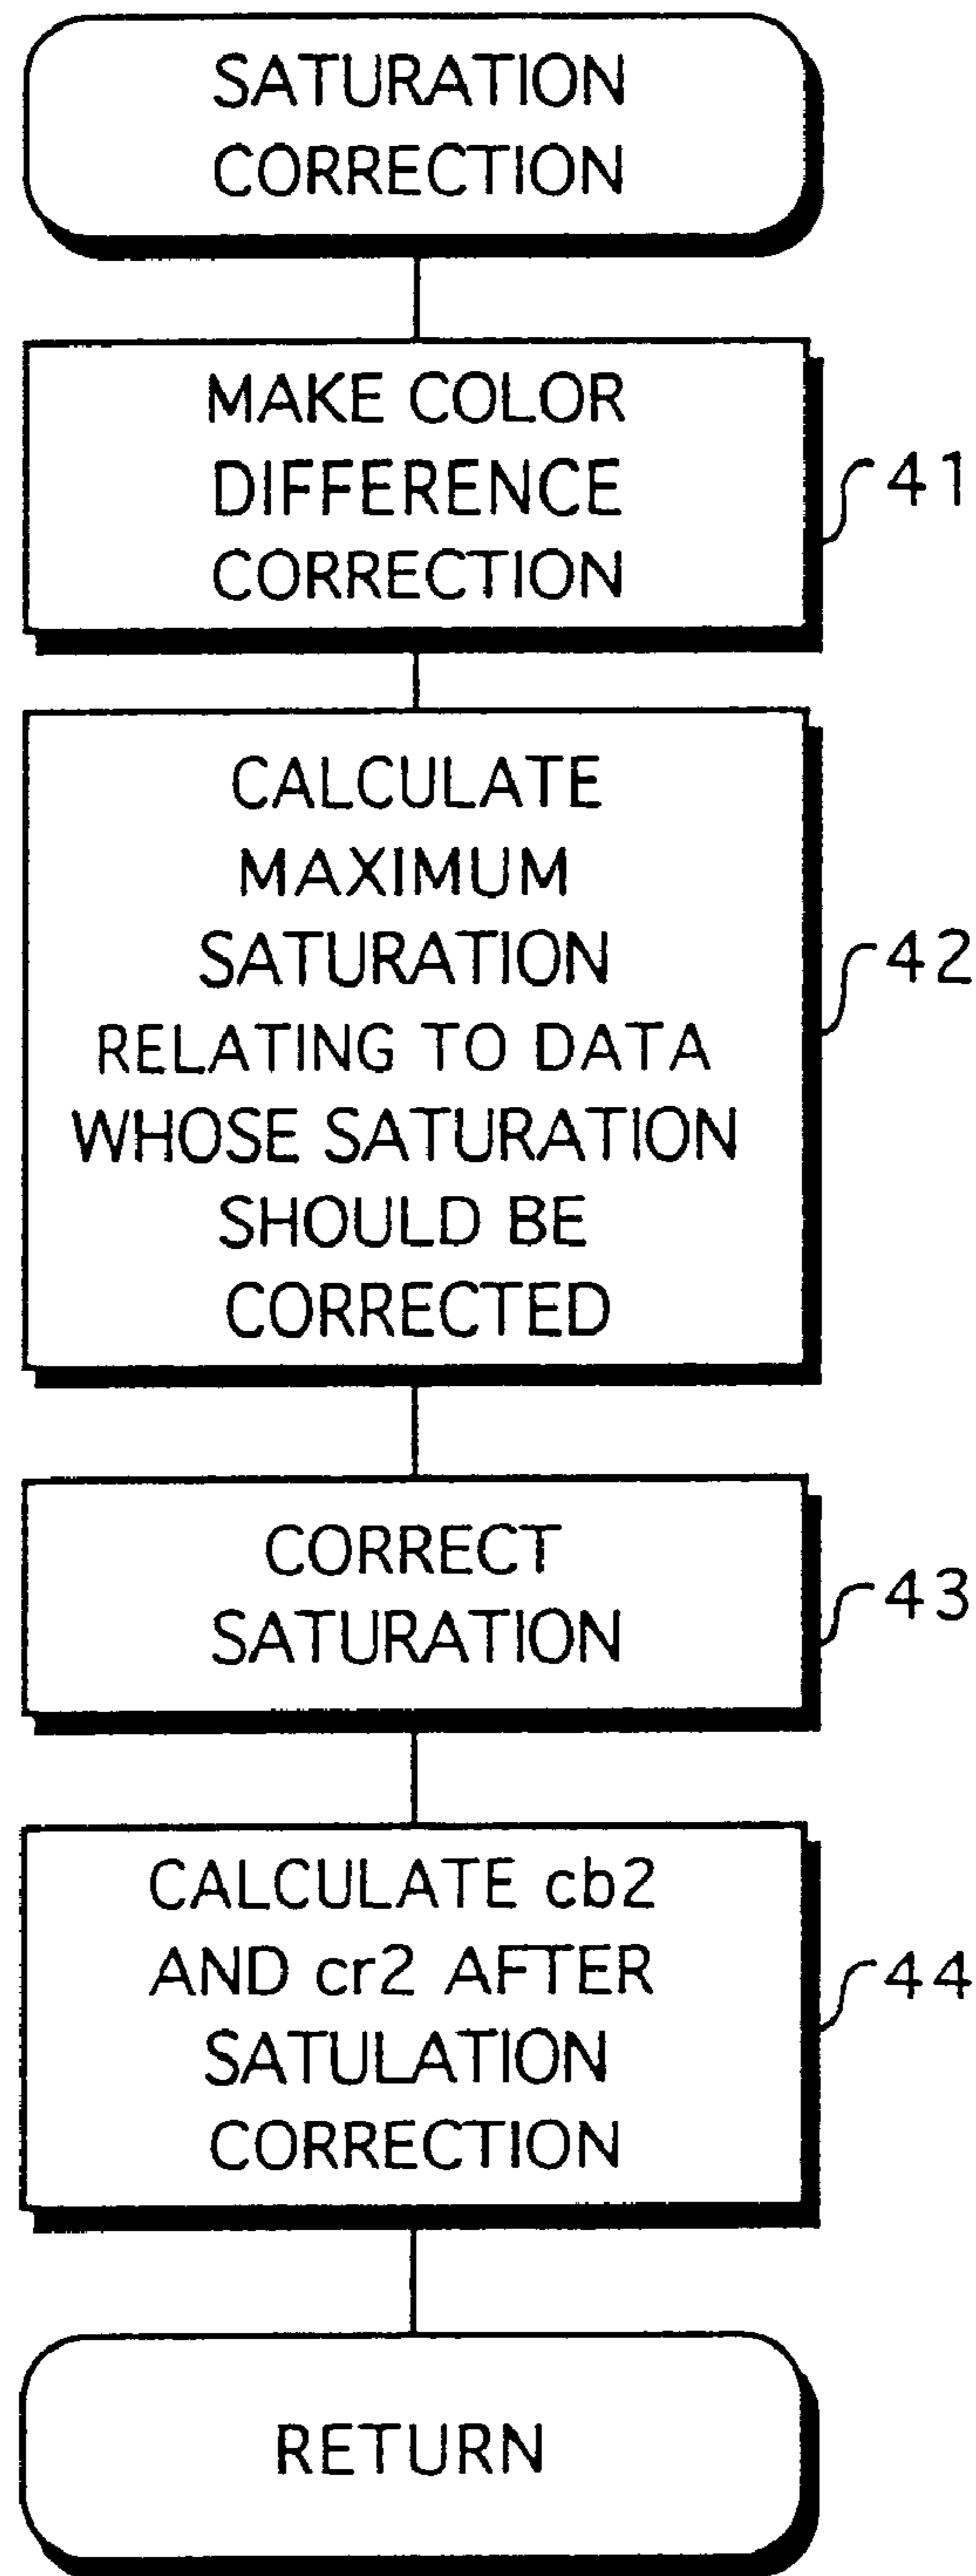 SATURATION
CORRECTION
MAKE COLOR
DIFFERENCE
CORRECTION
41
CALCULATE
MAXIMUM
SATURATION
RELATING TO DATA
WHOSE SATURATION
SHOULD BE
CORRECTED
42
CORRECT
SATURATION
43
CALCULATE cb2
AND cr2 AFTER
SATULATION
CORRECTION
44
RETURN